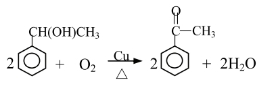 O
CH(OH)CH₃ C—CH₃
2 + O₂ Cu △ 2 + 2H₂O